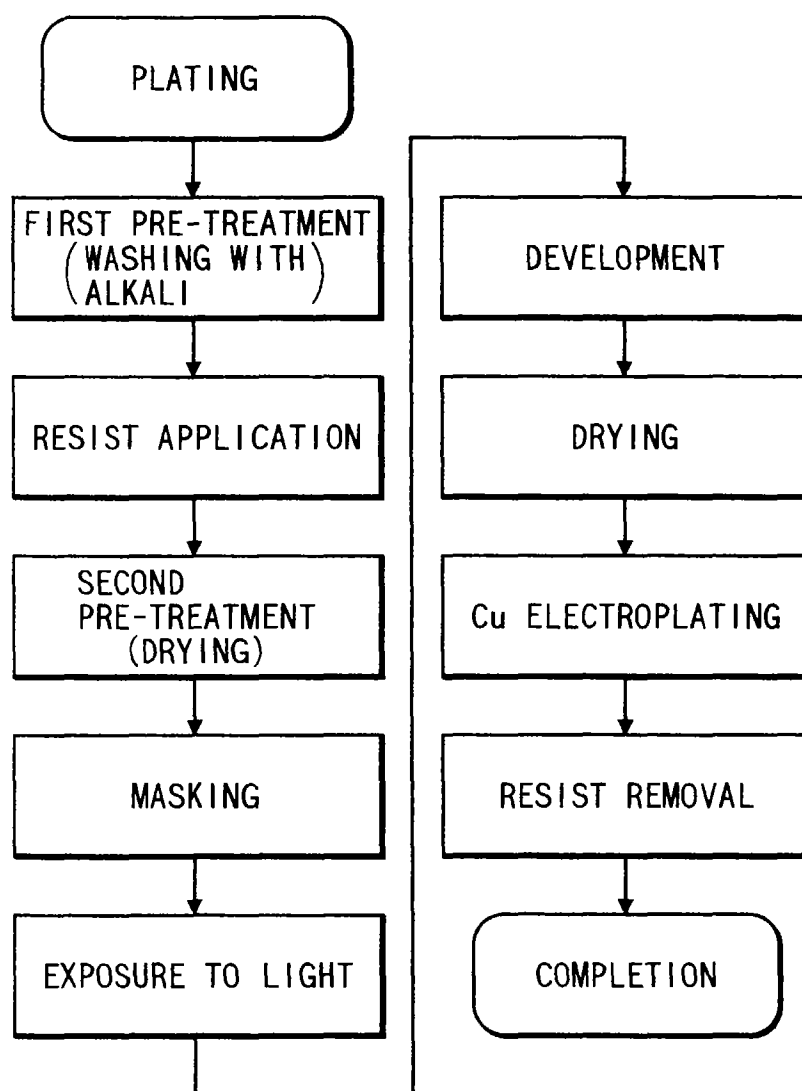 PLATING
FIRST PRE-TREATMENT
(WASHING WITH
ALKALI)
RESIST APPLICATION
SECOND
PRE-TREATMENT
(DRYING)
MASKING
EXPOSURE TO LIGHT
DEVELOPMENT
DRYING
Cu ELECTROPLATING
RESIST REMOVAL
COMPLETION